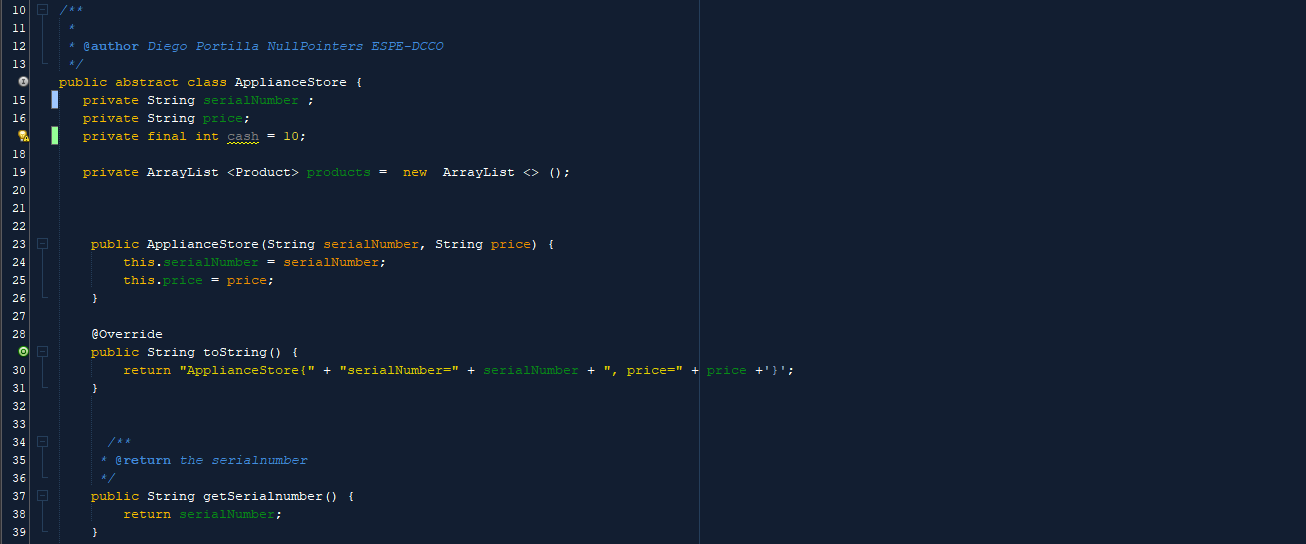 10 /**
11 *
12 * @author Diego Portilla NullPointers ESPE-DCCO
13 */
public abstract class ApplianceStore {
15 private String serialNumber ;
16 private String price;
private final int cash = 10;
18
19 private ArrayList <Product> products =  new  ArrayList <> ();
20
21
22
23 public ApplianceStore(String serialNumber, String price) {
24 this.serialNumber = serialNumber;
25 this.price = price;
26 }
27
28 @Override
public String toString() {
30 return "ApplianceStore{" + "serialNumber=" + serialNumber + ", price=" + price +'}';
31 }
32
33
34 /**
35 * @return the serialnumber
36 */
37 public String getSerialnumber() {
38 return serialNumber;
39 }